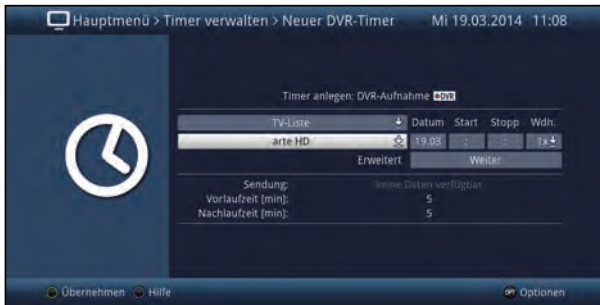 Hauptmenü > Timer verwalten > Neuer DVR-Timer Mi 19.03.2014 11:08
Timer anlegen: DVR-Aufnahme DVR
TV-Liste Datum Start Stopp Wdh.
arte HD 19.03 : : 1x
Erweitert Weiter
Sendung: keine Daten verfügbar
Vorlaufzeit [min]: 5
Nachlaufzeit [min]: 5
Übernehmen Hilfe OPT Optionen